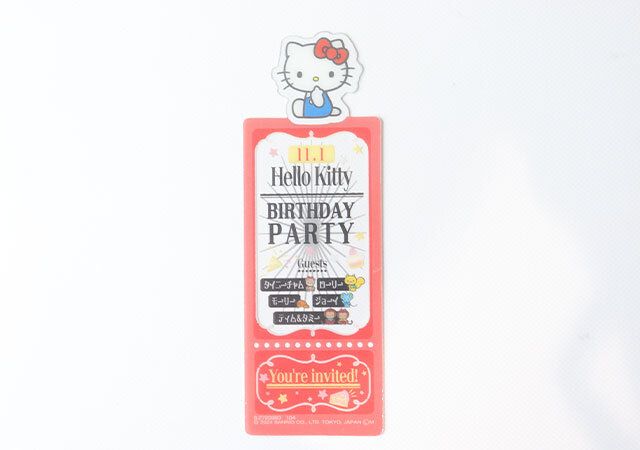 11.1
Hello Kitty
BIRTHDAY
PARTY
Guests
タイニーチャム ローリー
モーリー ジョーイ
ティム&タミー
You're invited!
© 2024 SANRIO CO., LTD. TOKYO, JAPAN Ⓜ